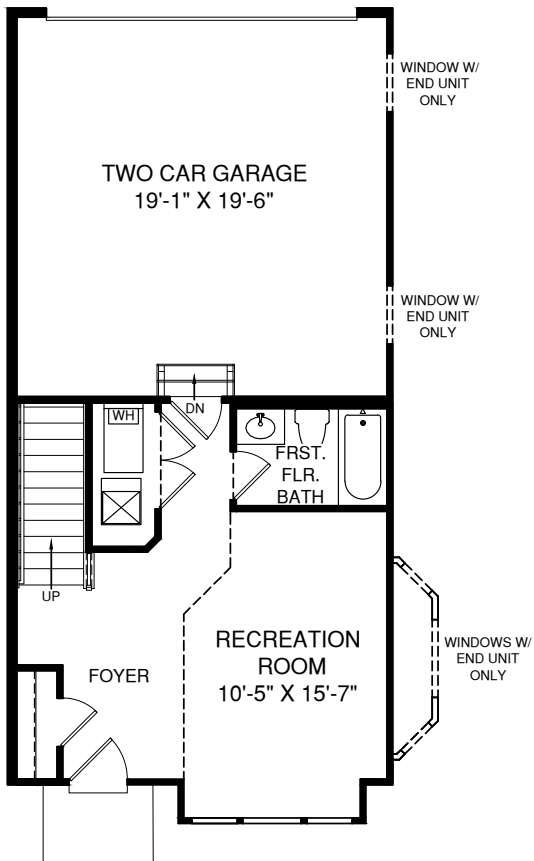 WINDOW W/
END UNIT
ONLY
TWO CAR GARAGE
19'-1" X 19'-6"
WINDOW W/
END UNIT
ONLY
DN
WH
FRST.
FLR.
BATH
UP
RECREATION
ROOM
10'-5" X 15'-7"
WINDOWS W/
END UNIT
ONLY
FOYER